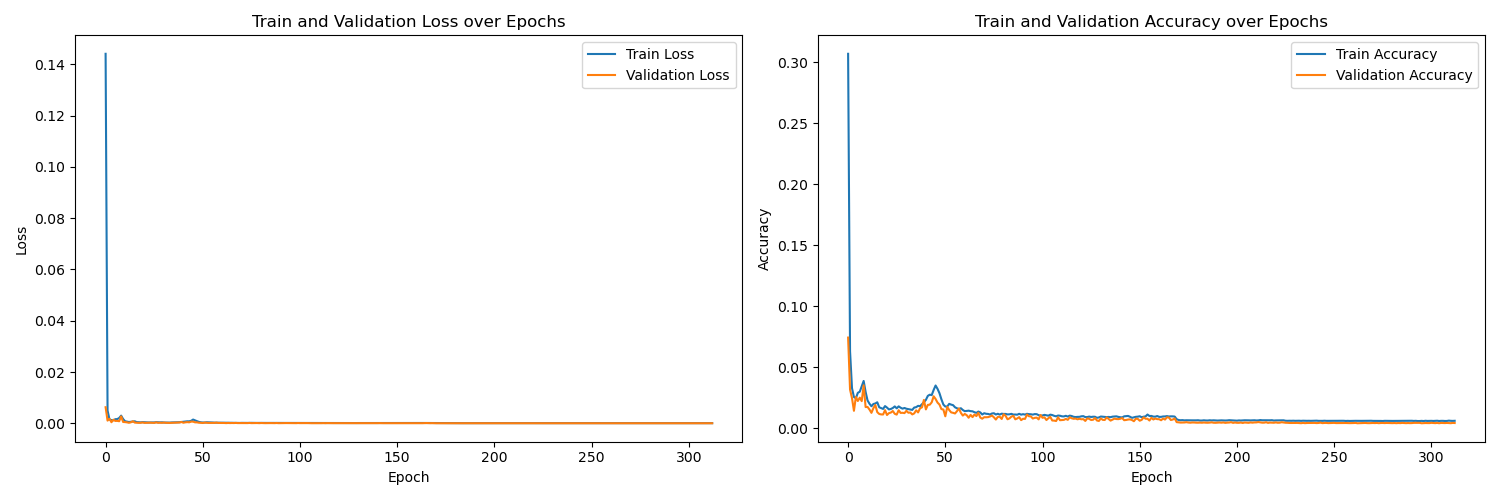 Train and Validation Loss over Epochs
Train Loss
Validation Loss
0.14
0.12
0.10
0.08
0.06
0.04
0.02
0.00
Loss
0
50
100
150
200
250
300
Epoch
Train and Validation Accuracy over Epochs
Train Accuracy
Validation Accuracy
0.30
0.25
0.20
0.15
0.10
0.05
0.00
Accuracy
0
50
100
150
200
250
300
Epoch